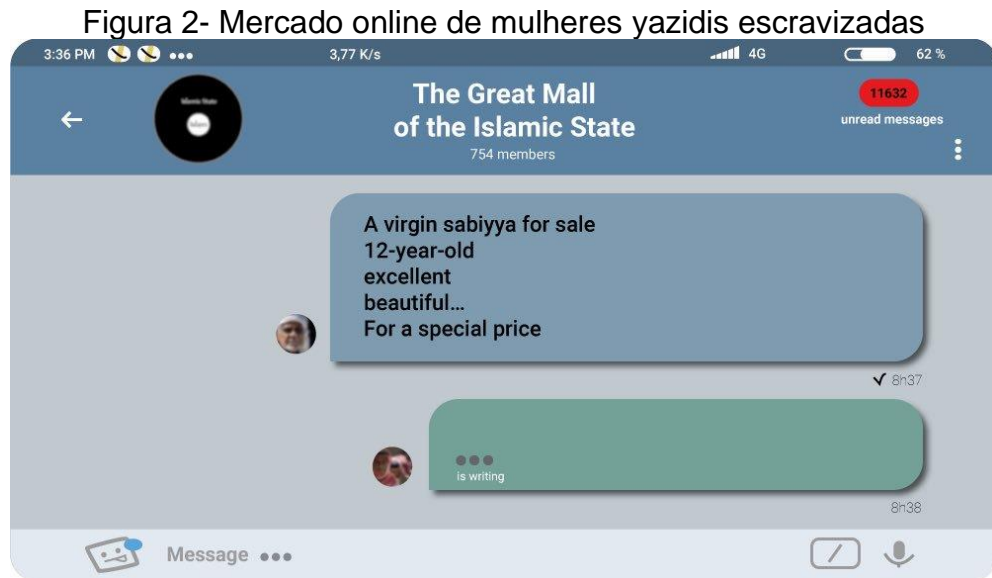 Figura 2- Mercado online de mulheres yazidis escravizadas
3:36 PM
3,77 K/s
4G
62 %
The Great Mall
of the Islamic State
754 members
11632
unread messages
Islamic State
A virgin sabiyya for sale
12-year-old
excellent
beautiful...
For a special price
8h37
is writing
8h38
Message